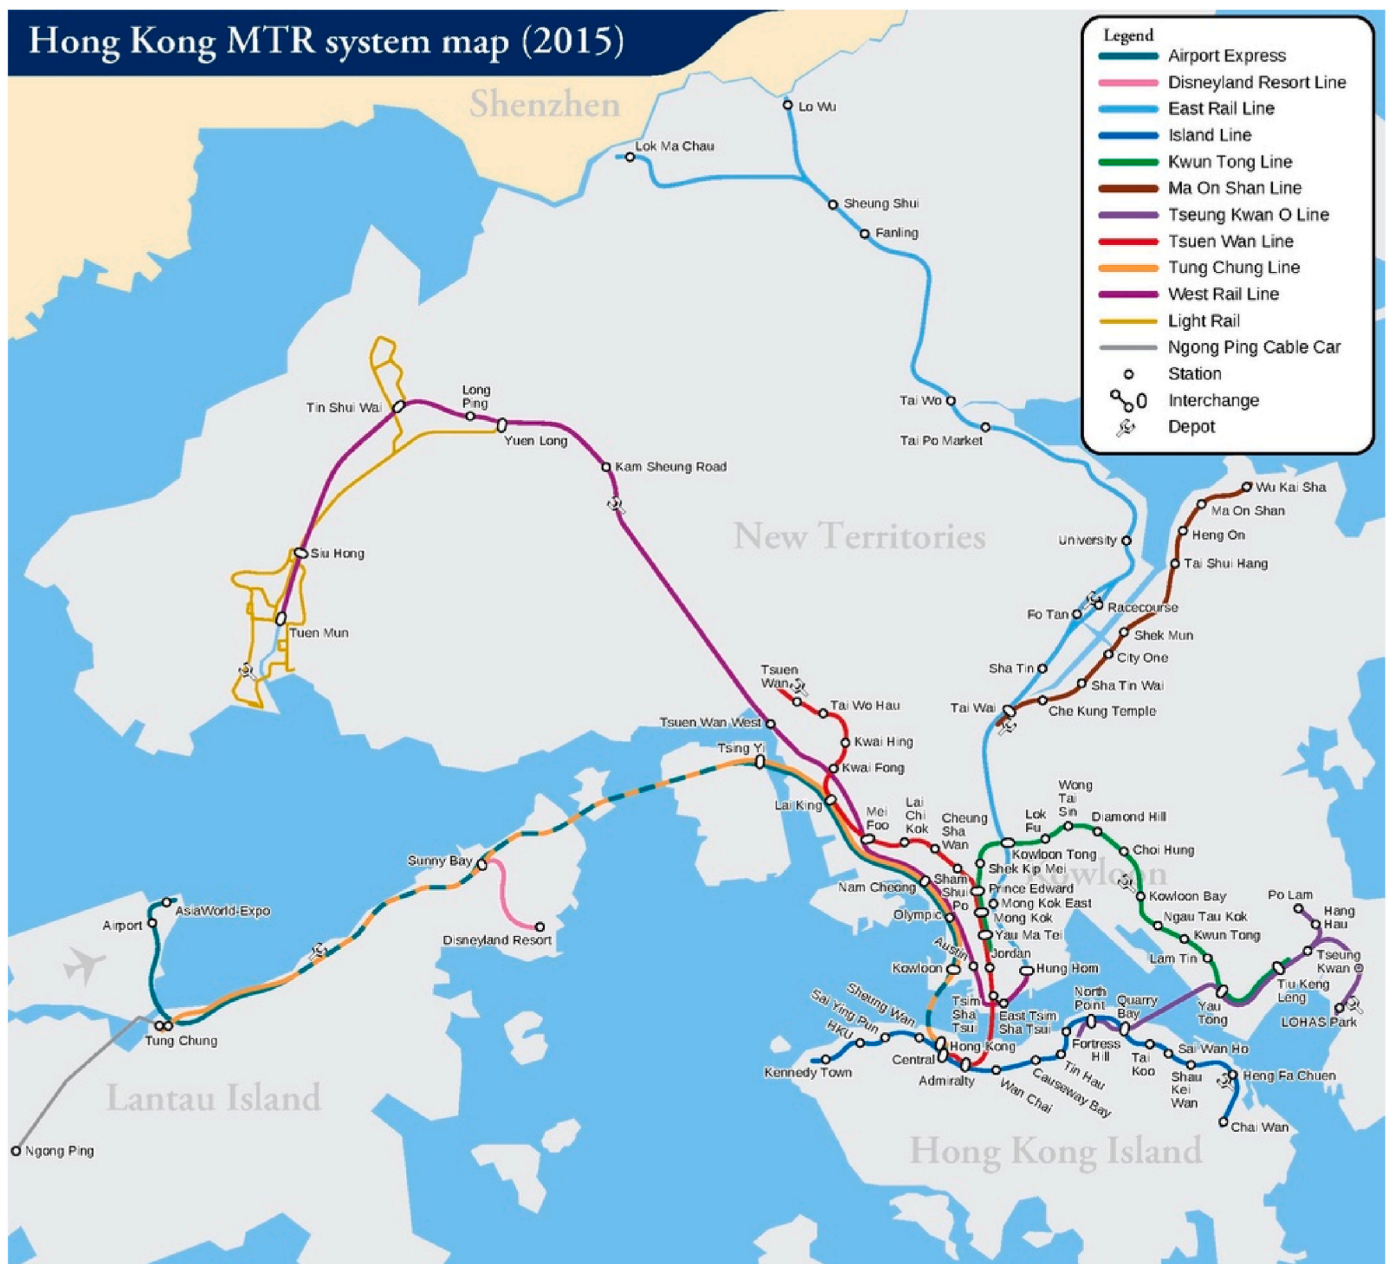 Hong Kong MTR system map (2015)
Legend
Airport Express
Disneyland Resort Line
East Rail Line
Island Line
Kwun Tong Line
Ma On Shan Line
Tseung Kwan O Line
Tsuen Wan Line
Tung Chung Line
West Rail Line
Light Rail
Ngong Ping Cable Car
Station
Interchange
Depot
Shenzhen
Lo Wu
Lok Ma Chau
Sheung Shui
Fanling
Tai Wo
Tai Po Market
Long
Ping
Tin Shui Wai
Yuen Long
Kam Sheung Road
New Territories
Siu Hong
Tuen Mun
University
Fo Tan
Racecourse
Sha Tin
Tai Wai
Wu Kai Sha
Ma On Shan
Heng On
Tai Shui Hang
Shek Mun
City One
Sha Tin Wai
Che Kung Temple
Tsuen
Wan
Tai Wo Hau
Tsuen Wan West
Kwai Hing
Tsing Yi
Kwai Fong
Lai King
Mei
Foo
Lai
Chi
Kok
Cheung
Sha
Wan
Lok
Fu
Wong
Tai
Sin
Diamond Hill
Choi Hung
Kowloon Tong
Shek Kip Mei
Kowloon
Sham
Shui
Po
Prince Edward
Mong Kok East
Mong Kok
Yau Ma Tei
Jordan
Nam Cheong
Olympic
Austin
Kowloon
Hung Hom
Kowloon Bay
Ngau Tau Kok
Kwun Tong
Lam Tin
Po Lam
Hang
Hau
Tseung
Kwan
Tiu Keng
Leng
Yau
Tong
LOHAS Park
Sunny Bay
Disneyland Resort
AsiaWorld-Expo
Airport
Tung Chung
Lantau Island
Ngong Ping
Tsim
Sha
Tsui
East Tsim
Sha Tsui
North
Point
Quarry
Bay
Sheung Wan
Sai Ying Pun
HKU
Kennedy Town
Hong Kong
Central
Admiralty
Wan Chai
Causeway Bay
Tin Hau
Fortress
Hill
Tai
Koo
Sai Wan Ho
Shau
Kei
Wan
Heng Fa Chuen
Chai Wan
Hong Kong Island